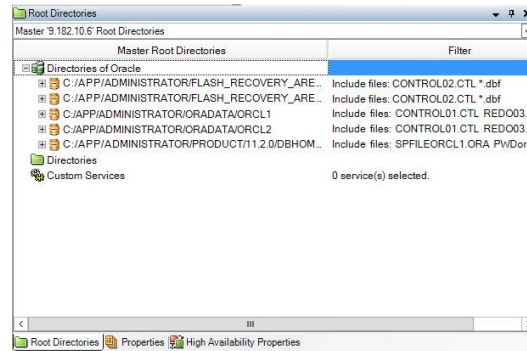 Root Directories
Master '9.182.10.6' Root Directories
Master Root Directories Filter
Directories of Oracle
C:/APP/ADMINISTRATOR/FLASH_RECOVERY_ARE... Include files: CONTROL02.CTL *.dbf
C:/APP/ADMINISTRATOR/FLASH_RECOVERY_ARE... Include files: CONTROL02.CTL *.dbf
C:/APP/ADMINISTRATOR/ORADATA/ORCL1 Include files: CONTROL01.CTL REDO03.
C:/APP/ADMINISTRATOR/ORADATA/ORCL2 Include files: CONTROL01.CTL REDO03.
C:/APP/ADMINISTRATOR/PRODUCT/11.2.0/DBHOM... Include files: SPFILEORCL1.ORA PWDor
Directories
Custom Services 0 service(s) selected.
Root Directories Properties High Availability Properties